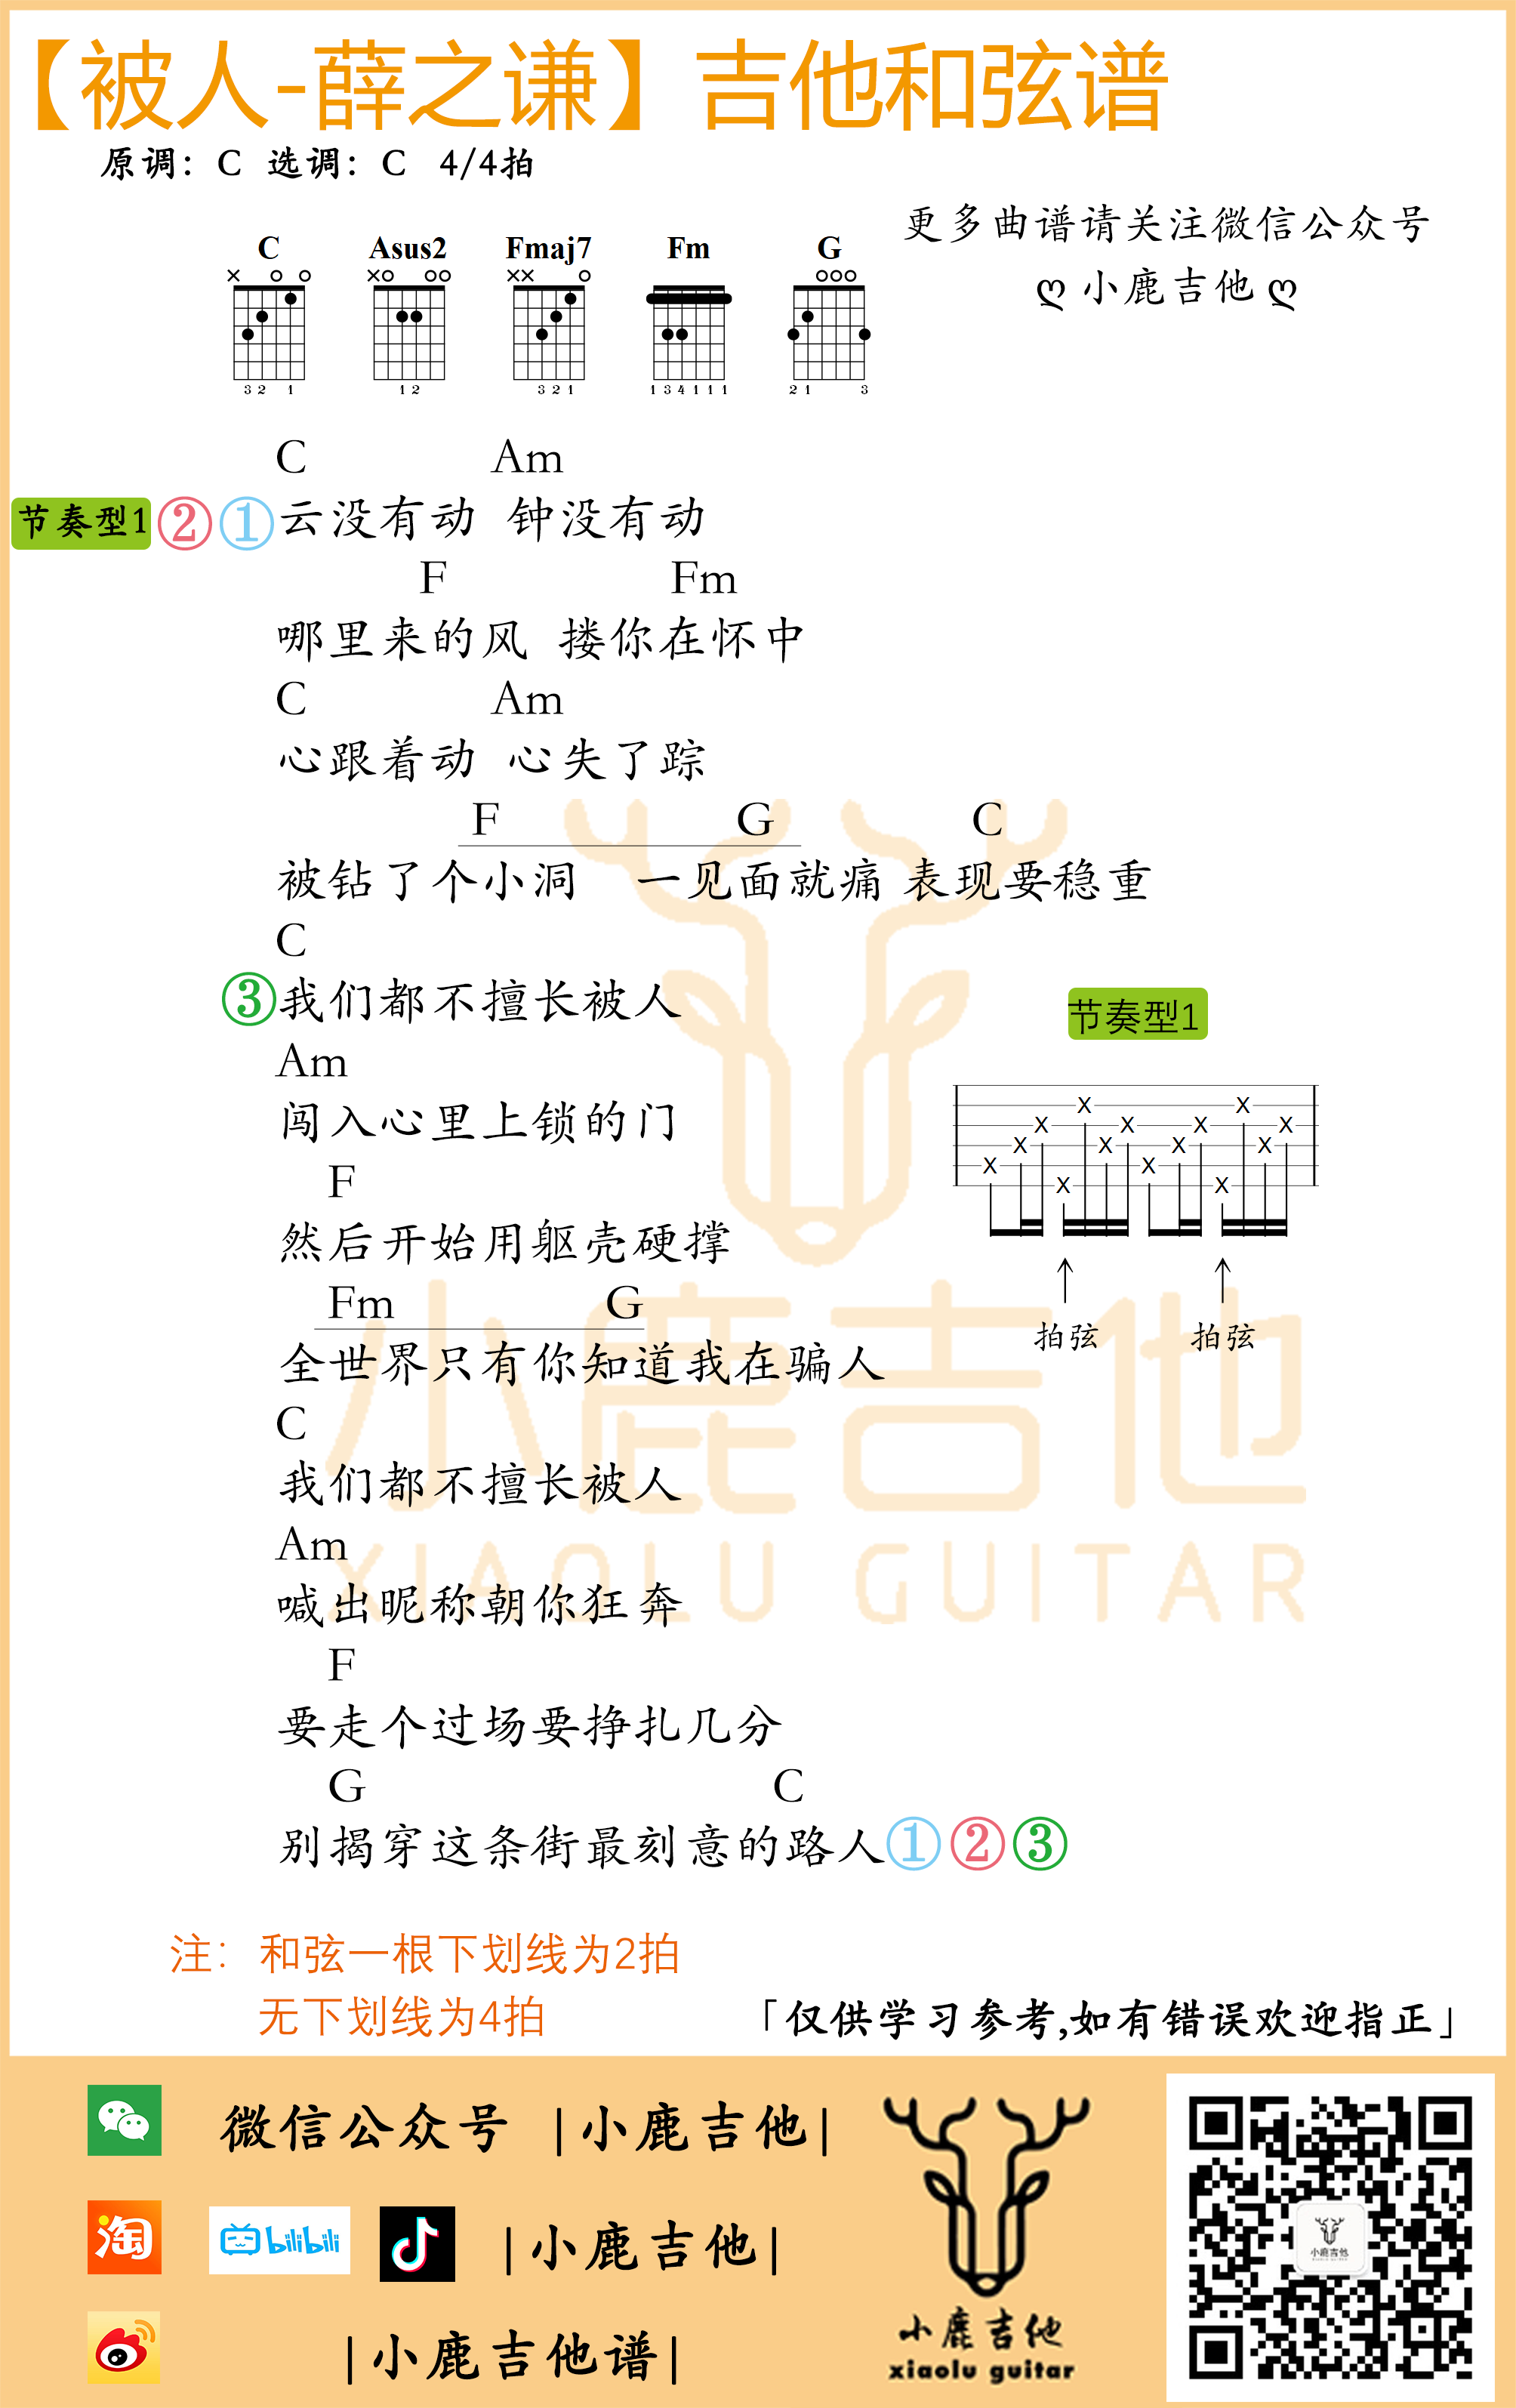 【被人-薛之谦】吉他和弦谱
原调：C 选调：C 4/4拍
更多曲谱请关注微信公众号
ღ 小鹿吉他 ღ
C Asus2 Fmaj7 Fm G
× ○ ○ ×○ ○○ ×× ○ ○○○
3 2 1 1 2 3 2 1 1 3 4 1 1 1 2 1 3
C Am
节奏型1 ② ① 云没有动 钟没有动
F Fm
哪里来的风 搂你在怀中
C Am
心跟着动 心失了踪
F G C
被钻了个小洞 一见面就痛 表现要稳重
C
③我们都不擅长被人
Am
闯入心里上锁的门
F
然后开始用躯壳硬撑
Fm G
全世界只有你知道我在骗人
C
我们都不擅长被人
Am
喊出昵称朝你狂奔
F
要走个过场要挣扎几分
G C
别揭穿这条街最刻意的路人①②③
节奏型1
X X X X X X X X X X X X X X
↑ ↑
拍弦 拍弦
小鹿吉他
XIAOLU GUITAR
注：和弦一根下划线为2拍
无下划线为4拍
「仅供学习参考,如有错误欢迎指正」
微信公众号 |小鹿吉他|
淘 bilibili |小鹿吉他|
|小鹿吉他谱|
小鹿吉他
xiaolu guitar
小鹿吉他